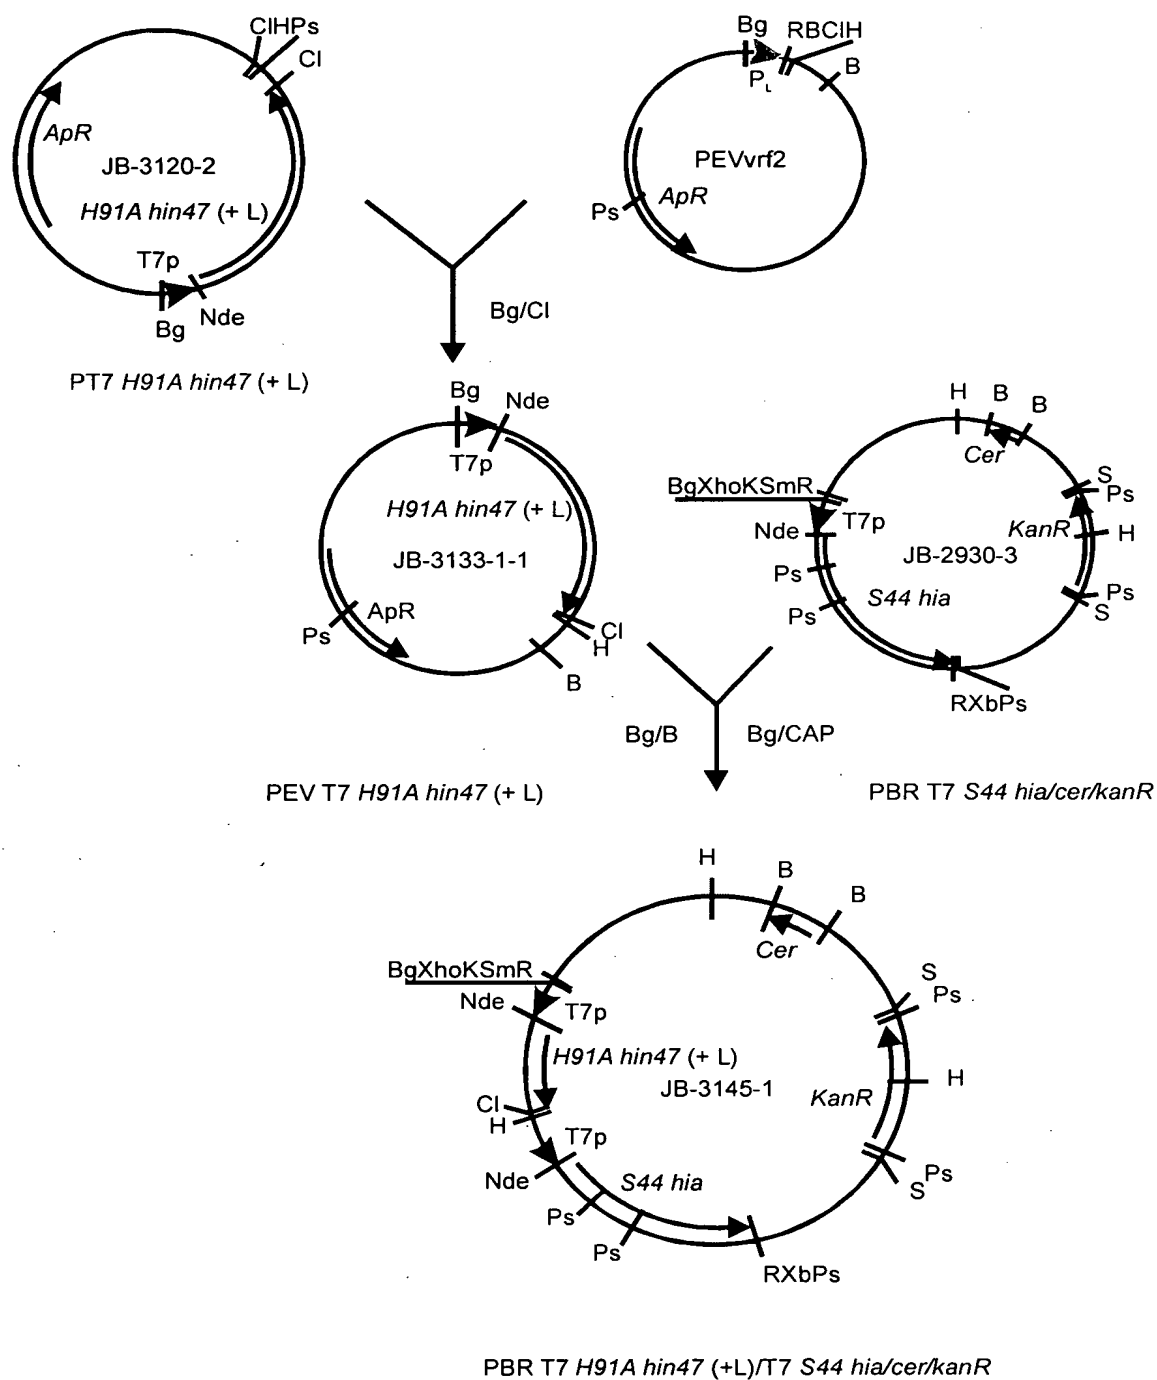 ClHPs
Cl
ApR
JB-3120-2
H91A hin47 (+ L)
T7p
Nde
Bg
PT7 H91A hin47 (+ L)
Bg
RBClH
PL
B
PEVvrf2
Ps
ApR
Bg/Cl
Bg
Nde
T7p
H91A hin47 (+ L)
JB-3133-1-1
ApR
Ps
Cl
H
B
PEV T7 H91A hin47 (+ L)
H
B
B
Cer
BgXhoKSmR
T7p
Nde
S
Ps
KanR
H
JB-2930-3
Ps
S44 hia
Ps
Ps
S
RXbPs
PBR T7 S44 hia/cer/kanR
Bg/B
Bg/CAP
H
B
B
Cer
BgXhoKSmR
Nde
T7p
S
Ps
H91A hin47 (+ L)
JB-3145-1
H
KanR
Cl
H
T7p
Nde
S44 hia
Ps
S
Ps
Ps
RXbPs
PBR T7 H91A hin47 (+L)/T7 S44 hia/cer/kanR